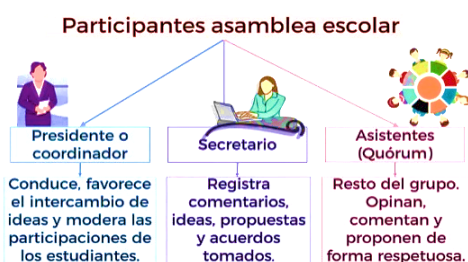 Participantes asamblea escolar
Presidente o
coordinador
Conduce, favorece
el intercambio de
ideas y modera las
participaciones de
los estudiantes.
Secretario
Registra
comentarios,
ideas, propuestas
y acuerdos
tomados.
Asistentes
(Quórum)
Resto del grupo.
Opinan,
comentan y
proponen de
forma respetuosa.